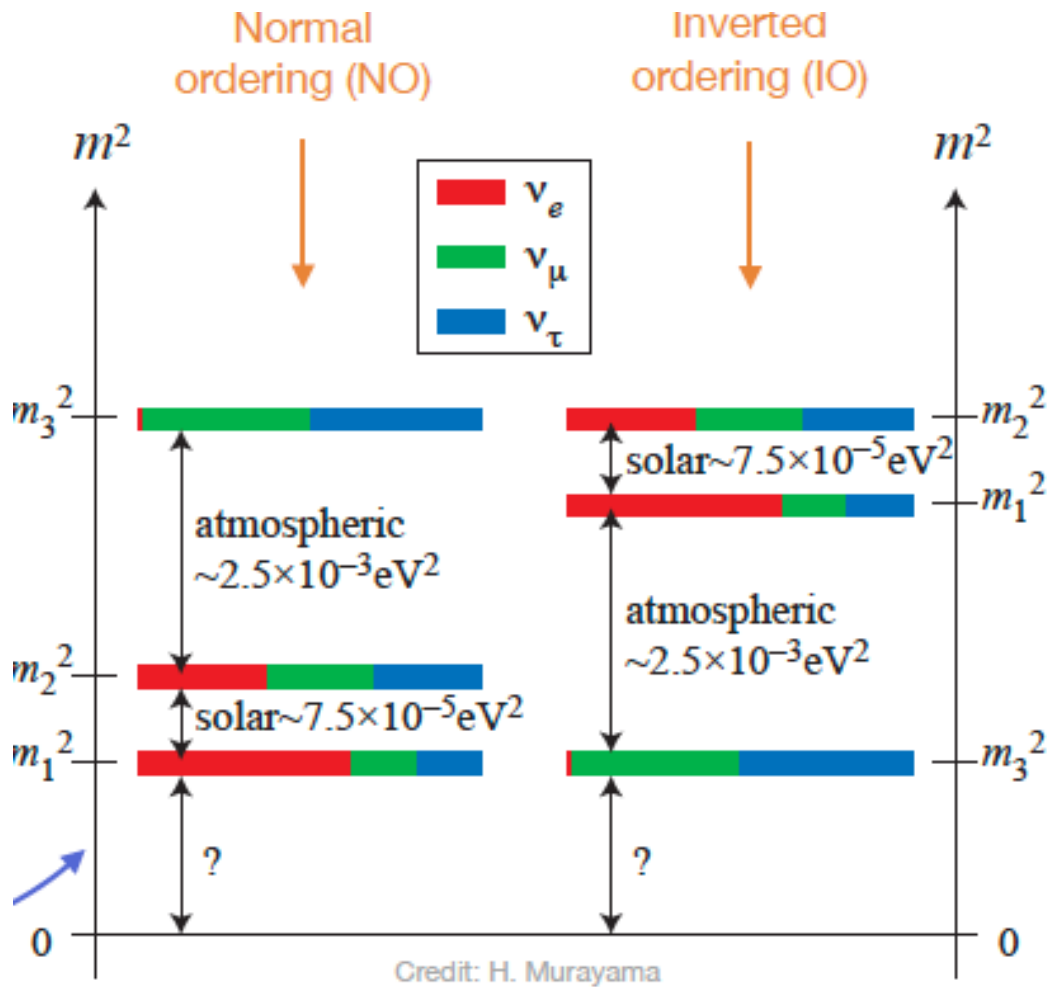 Normal
ordering (NO)
Inverted
ordering (IO)
m²
m²
νₑ
ν_μ
ν_τ
m₃²
m₂²
solar~7.5×10⁻⁵eV²
m₁²
atmospheric
~2.5×10⁻³eV²
atmospheric
~2.5×10⁻³eV²
m₂²
solar~7.5×10⁻⁵eV²
m₁²
m₃²
?
?
0
0
Credit: H. Murayama